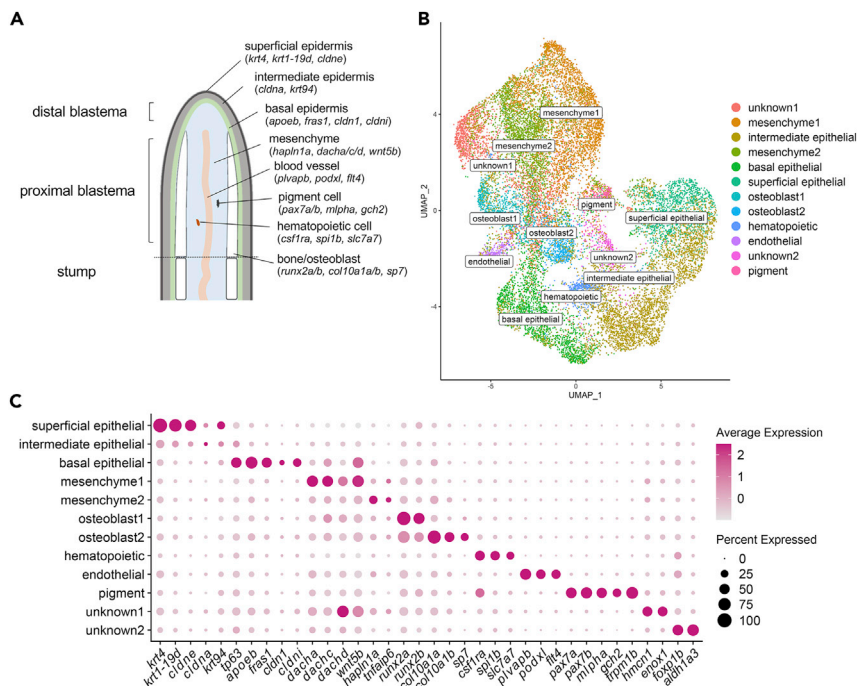 A
superficial epidermis
(krt4, krt1-19d, cldne)
intermediate epidermis
(cldna, krt94)
distal blastema
basal epidermis
(apoeb, fras1, cldn1, cldni)
mesenchyme
(hapln1a, dacha/c/d, wnt5b)
blood vessel
(plvapb, podxl, flt4)
proximal blastema
pigment cell
(pax7a/b, mlpha, gch2)
hematopoietic cell
(csf1ra, spi1b, slc7a7)
stump
bone/osteoblast
(runx2a/b, col10a1a/b, sp7)
B
UMAP_2
4
0
-4
-5
0
5
UMAP_1
mesenchyme1
mesenchyme2
unknown1
pigment
osteoblast1
superficial epithelial
osteoblast2
endothelial
unknown2
intermediate epithelial
hematopoietic
basal epithelial
unknown1
mesenchyme1
intermediate epithelial
mesenchyme2
basal epithelial
superficial epithelial
osteoblast1
osteoblast2
hematopoietic
endothelial
unknown2
pigment
C
superficial epithelial
intermediate epithelial
basal epithelial
mesenchyme1
mesenchyme2
osteoblast1
osteoblast2
hematopoietic
endothelial
pigment
unknown1
unknown2
krt4
krt1-19d
cldne
cldna
krt94
tp63
apoeb
fras1
cldn1
cldni
dacha
dachc
dachd
wnt5b
hapln1a
tnfaip6
runx2a
runx2b
col10a1a
col10a1b
sp7
csf1ra
spi1b
slc7a7
plvapb
podxl
flt4
pax7a
pax7b
mlpha
gch2
trpm1b
hmcn1
enox1
foxp1b
aldh1a3
Average Expression
2
1
0
Percent Expressed
0
25
50
75
100